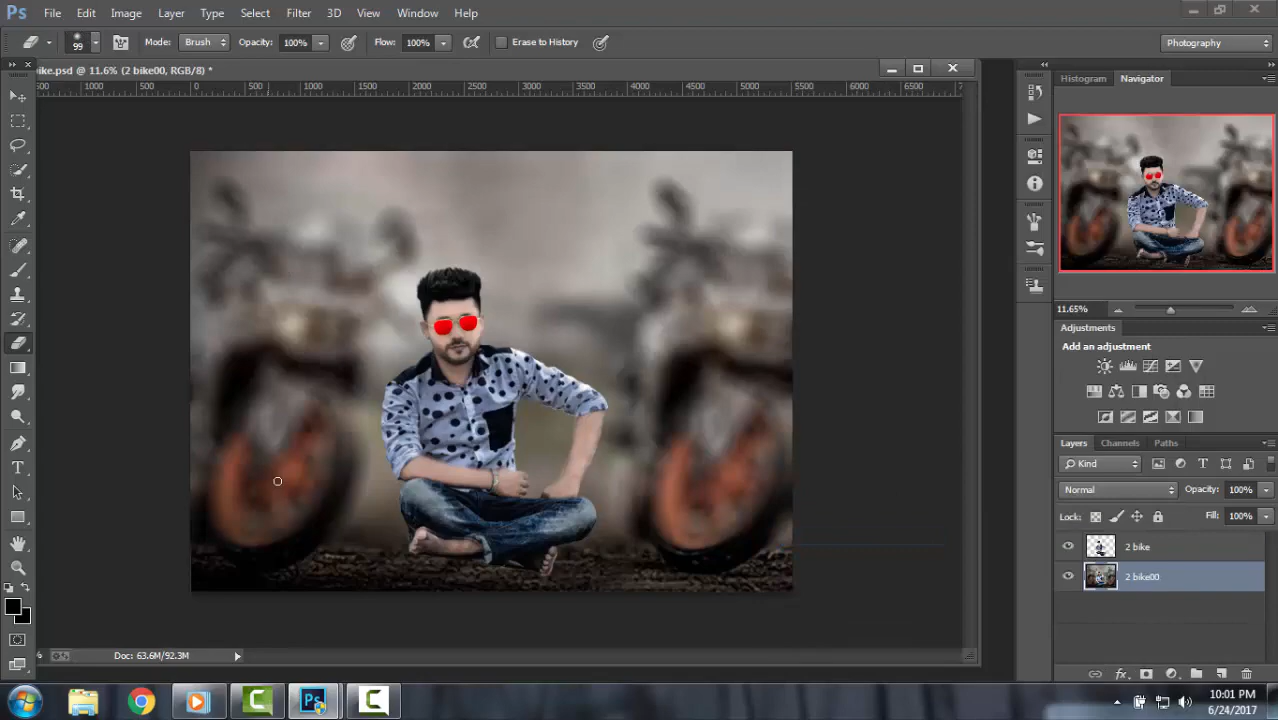 Ps File Edit Image Layer Type Select Filter 3D View Window Help
99 Mode: Brush Opacity: 100% Flow: 100% Erase to History Photography
ike.psd @ 11.6% (2 bike00, RGB/8) *
500 1000 500 0 500 1000 1500 2000 2500 3000 3500 4000 4500 5000 5500 6000 6500
Histogram Navigator
11.65%
Adjustments
Add an adjustment
Layers Channels Paths
Kind
Normal Opacity: 100%
Lock: Fill: 100%
2 bike
2 bike00
% Doc: 63.6M/92.3M
10:01 PM
6/24/2017